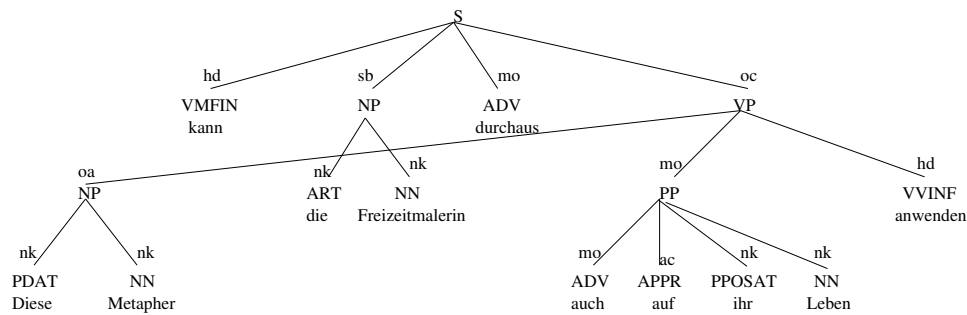 S
hd sb mo oc
VMFIN NP ADV VP
kann durchaus
oa nk nk mo hd
NP ART NN PP VVINF
die Freizeitmalerin anwenden
nk nk mo ac nk nk
PDAT NN ADV APPR PPOSAT NN
Diese Metapher auch auf ihr Leben